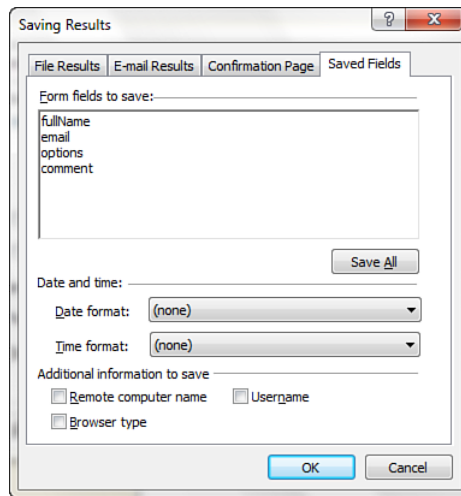 Saving Results
File Results E-mail Results Confirmation Page Saved Fields
Form fields to save:
fullName
email
options
comment
Save All
Date and time:
Date format: (none)
Time format: (none)
Additional information to save
Remote computer name Username
Browser type
OK Cancel